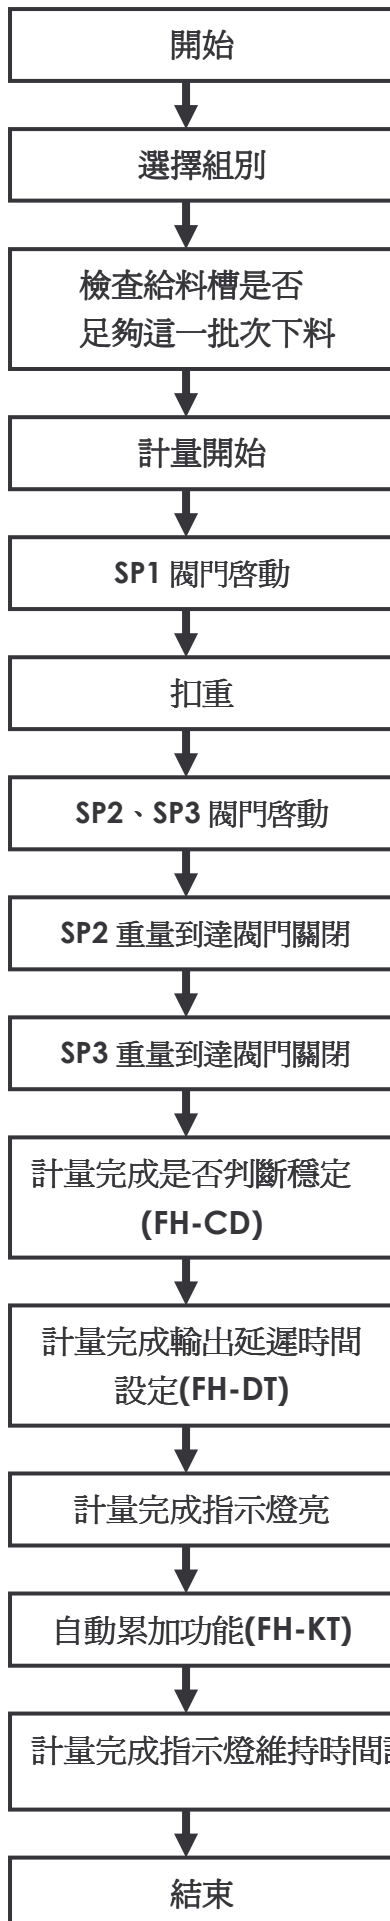 開始
選擇組別
檢查給料槽是否
足夠這一批次下料
計量開始
SP1 閥門啓動
扣重
SP2、SP3 閥門啓動
SP2 重量到達閥門關閉
SP3 重量到達閥門關閉
計量完成是否判斷穩定
(FH-CD)
計量完成輸出延遲時間
設定(FH-DT)
計量完成指示燈亮
自動累加功能(FH-KT)
計量完成指示燈維持時間
結束